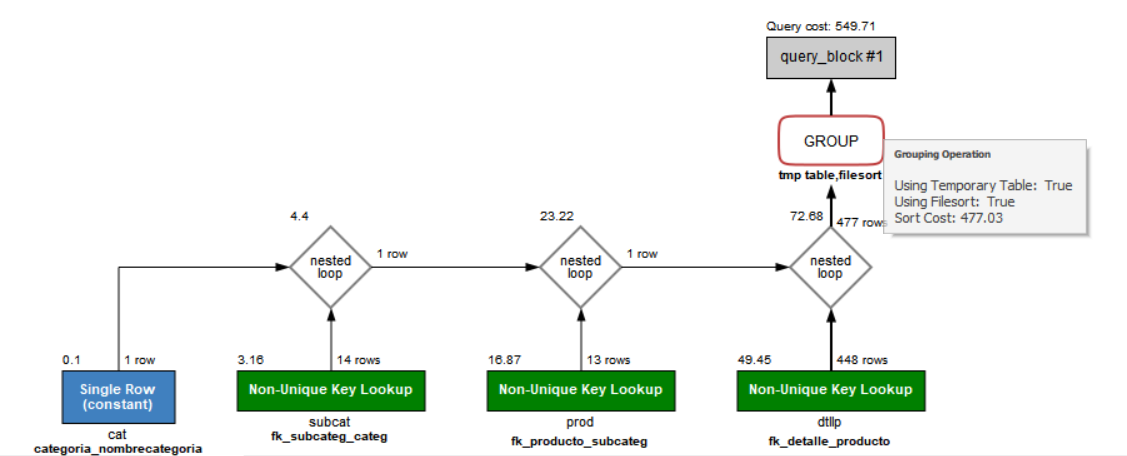 Query cost: 549.71
query_block #1
GROUP
tmp table,filesort
Grouping Operation
Using Temporary Table: True
Using Filesort: True
Sort Cost: 477.03
4.4
23.22
72.68
477 rows
nested
loop
1 row
nested
loop
1 row
nested
loop
0.1
1 row
3.16
14 rows
16.87
13 rows
49.45
448 rows
Single Row
(constant)
Non-Unique Key Lookup
Non-Unique Key Lookup
Non-Unique Key Lookup
cat
categoria_nombrecategoria
subcat
fk_subcateg_categ
prod
fk_producto_subcateg
dtllp
fk_detalle_producto